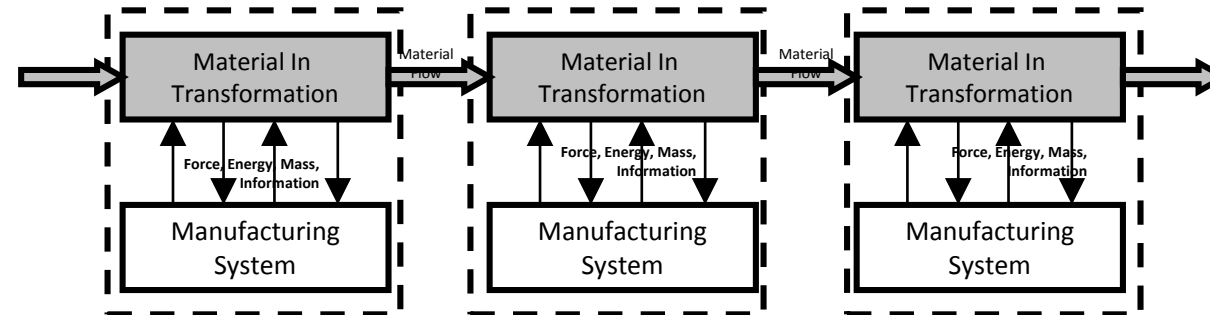 Material In
Transformation
Material
Flow
Material In
Transformation
Material
Flow
Material In
Transformation
Force, Energy, Mass,
Information
Force, Energy, Mass,
Information
Force, Energy, Mass,
Information
Manufacturing
System
Manufacturing
System
Manufacturing
System